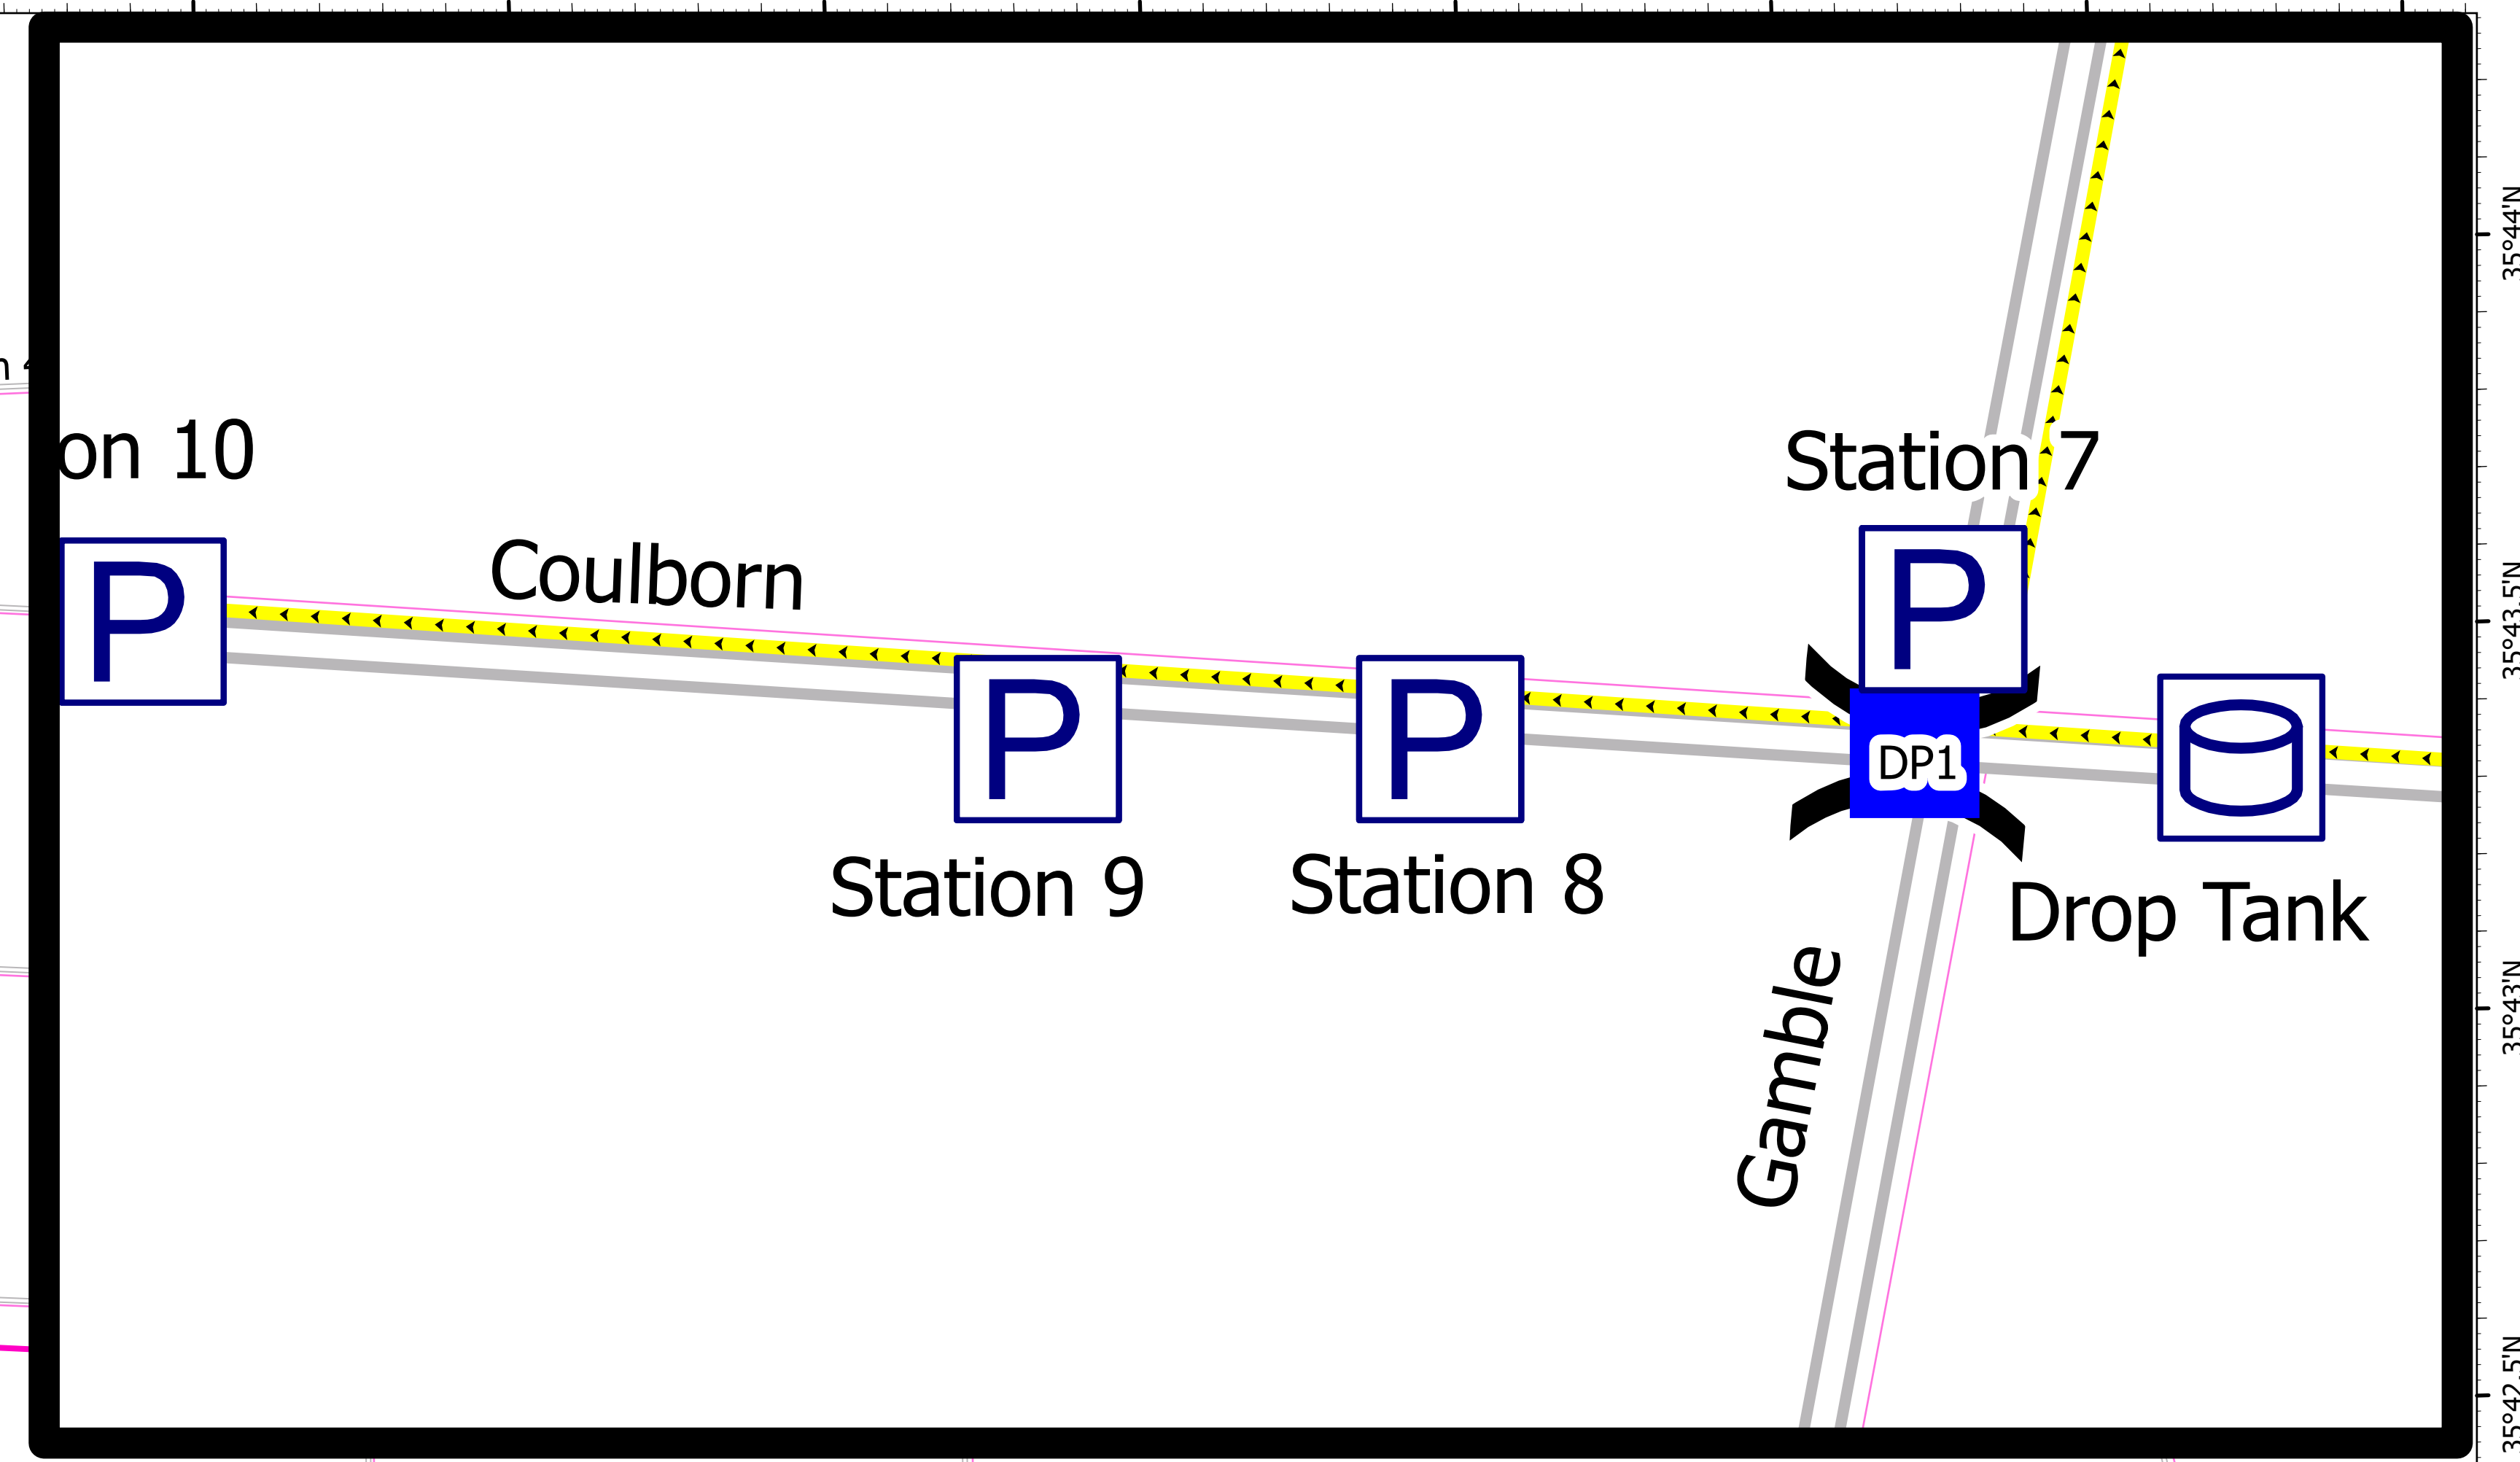 35°44'N
on 10
Station 7
P
Coulborn
P
35°43.5'N
P
P
DP1
Station 9
Station 8
Drop Tank
Gamble
35°43'N
35°42.5'N